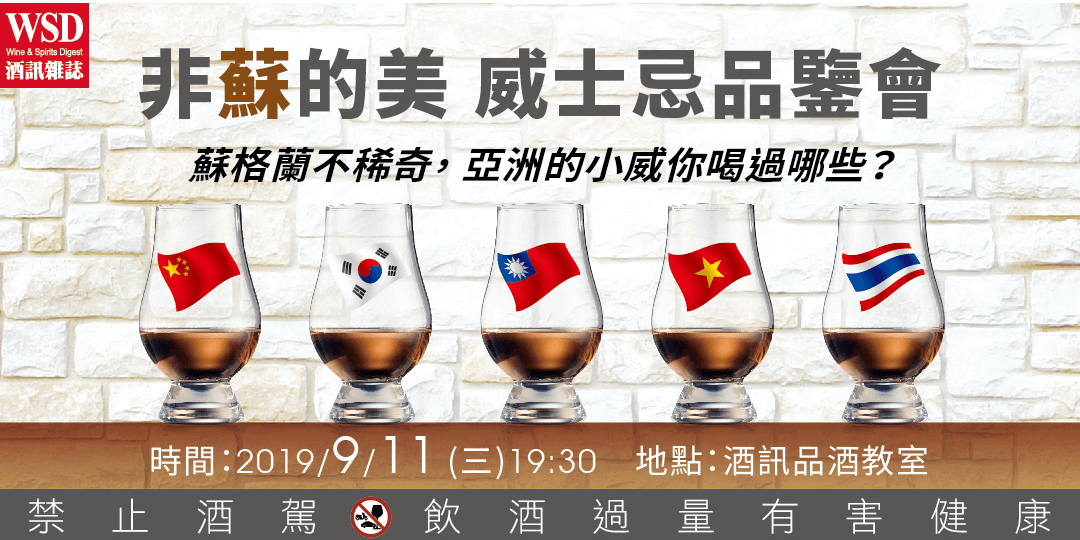 WSD
Wine & Spirits Digest
酒訊雜誌
非蘇的美 威士忌品鑒會
蘇格蘭不稀奇，亞洲的小威你喝過哪些？
時間：2019/9/11 (三)19:30 地點：酒訊品酒教室
禁止酒駕 飲酒過量有害健康